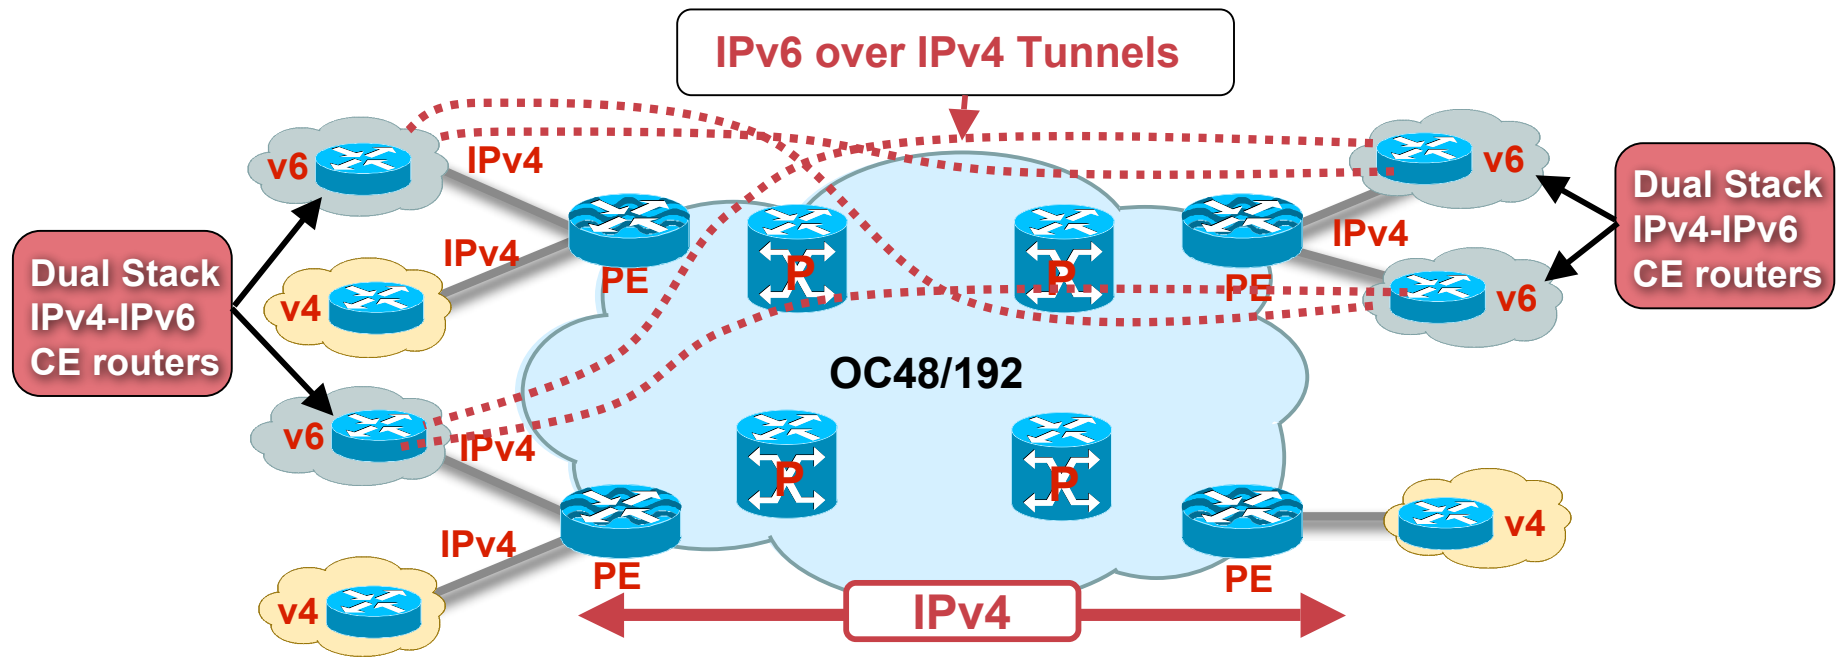 IPv6 over IPv4 Tunnels
v6
IPv4
v6
Dual Stack
IPv4-IPv6
CE routers
IPv4
IPv4
Dual Stack
IPv4-IPv6
CE routers
v4
PE
P
P
PE
v6
OC48/192
v6
IPv4
P
P
v4
IPv4
PE
PE
v4
IPv4